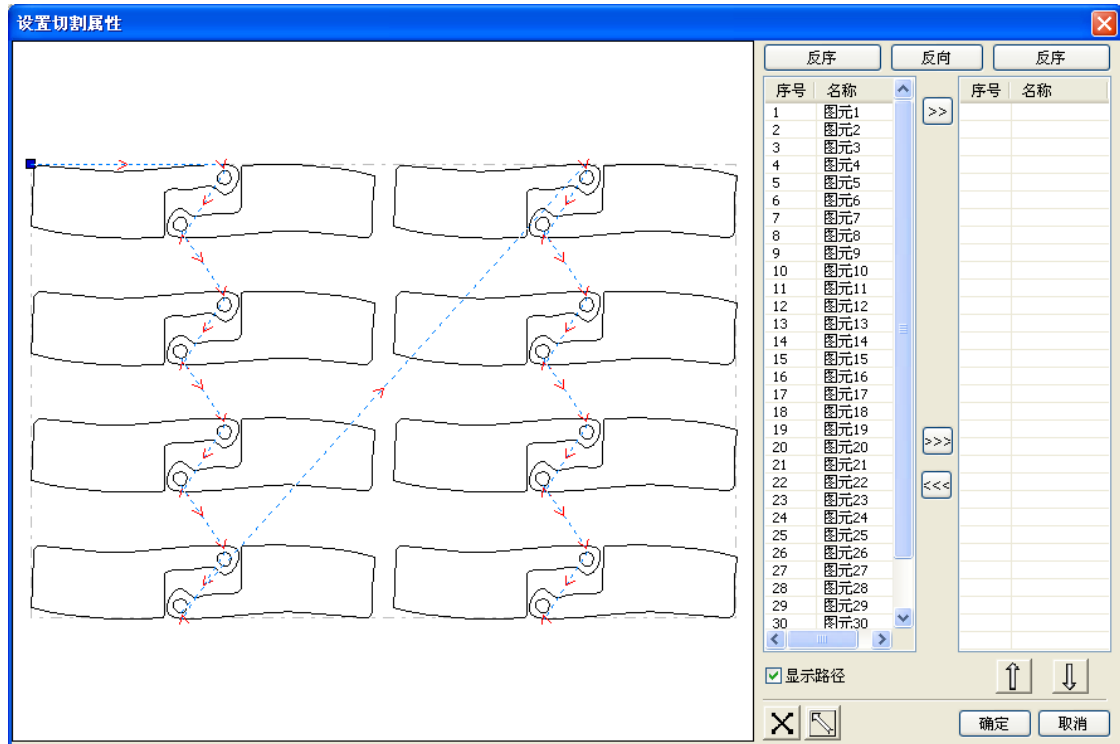 设置切割属性
反序 反向 反序
序号 名称 序号 名称
1 图元1 >>
2 图元2
3 图元3
4 图元4
5 图元5
6 图元6
7 图元7
8 图元8
9 图元9
10 图元10
11 图元11
12 图元12
13 图元13
14 图元14
15 图元15
16 图元16
17 图元17
18 图元18
19 图元19
20 图元20 >>>
21 图元21
22 图元22 <<<
23 图元23
24 图元24
25 图元25
26 图元26
27 图元27
28 图元28
29 图元29
30 图元30
显示路径
确定 取消